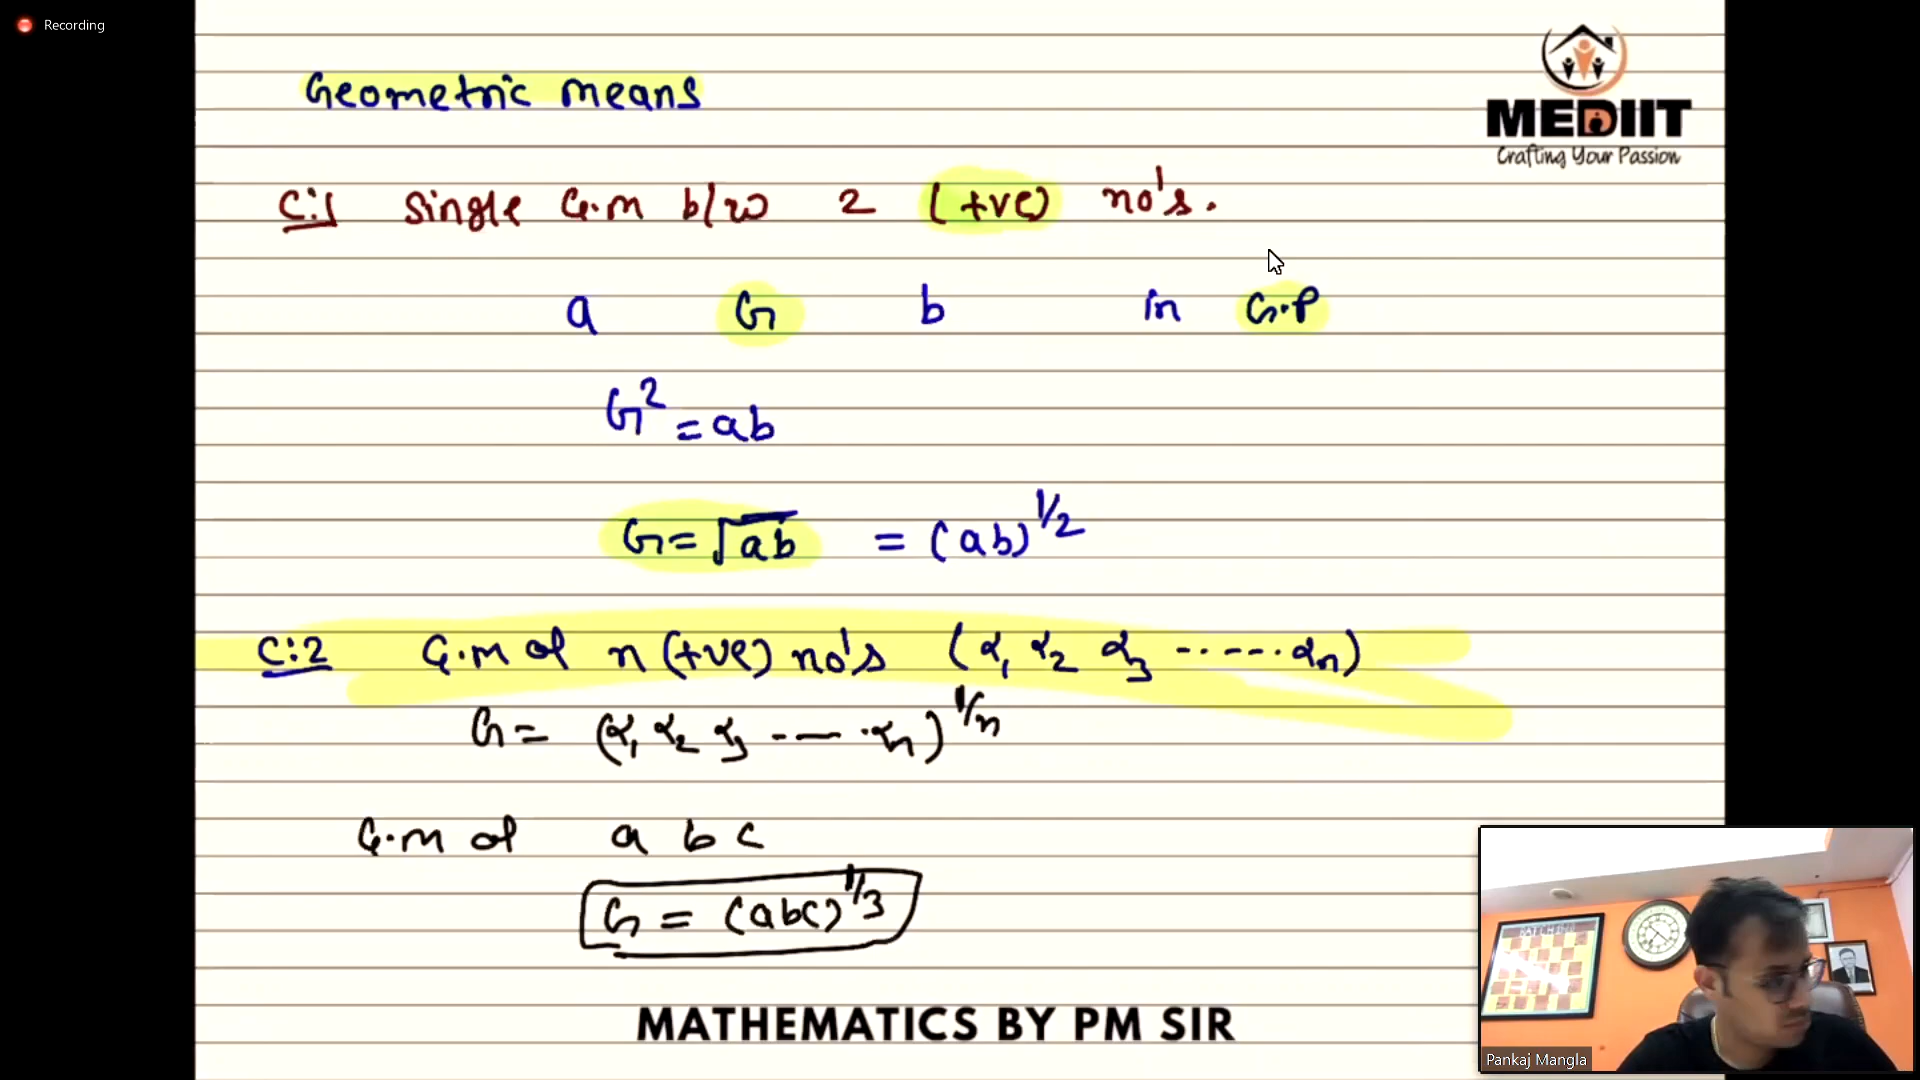 Recording
Geometric means
MEDIIT
Crafting Your Passion
C:1 Single G.M b/w 2 (+ve) no's.
a G b in G.P
G² = ab
G = √ab = (ab)^1/2
C:2 G.M of n (+ve) no's (α₁ α₂ α₃ ------ αₙ)
G = (α₁ α₂ α₃ ---- αₙ)^1/n
G.M of a b c
G = (abc)^1/3
MATHEMATICS BY PM SIR
Pankaj Mangla